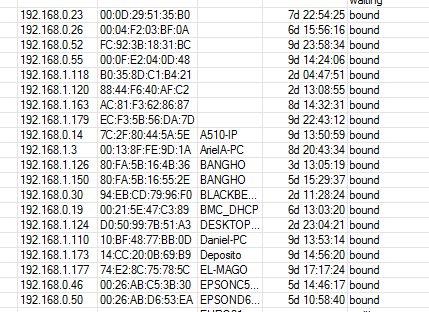 waiting
192.168.0.23 00:0D:29:51:35:B0 7d 22:54:25 bound
192.168.0.26 00:04:F2:03:BF:0A 6d 15:56:16 bound
192.168.0.52 FC:92:3B:18:31:BC 9d 23:58:34 bound
192.168.0.55 00:0F:E2:04:0D:48 9d 14:24:06 bound
192.168.1.118 B0:35:8D:C1:B4:21 2d 04:47:51 bound
192.168.1.120 88:44:F6:40:AF:C2 2d 13:08:55 bound
192.168.1.163 AC:81:F3:62:86:87 8d 14:32:31 bound
192.168.1.179 EC:F3:5B:56:DA:7D 9d 22:43:12 bound
192.168.0.14 7C:2F:80:44:5A:5E A510-IP 9d 13:50:59 bound
192.168.1.3 00:13:8F:FE:9D:1A ArielA-PC 8d 20:43:34 bound
192.168.1.126 80:FA:5B:16:4B:36 BANGHO 3d 13:05:19 bound
192.168.1.150 80:FA:5B:16:55:2E BANGHO 5d 15:29:37 bound
192.168.0.30 94:EB:CD:79:96:F0 BLACKBE... 2d 11:28:24 bound
192.168.0.19 00:21:5E:47:C3:89 BMC_DHCP 6d 13:03:20 bound
192.168.1.124 D0:50:99:7B:51:A3 DESKTOP... 2d 23:04:21 bound
192.168.1.110 10:BF:48:77:BB:0D Daniel-PC 9d 13:53:14 bound
192.168.1.173 14:CC:20:0B:69:B9 Deposito 9d 14:56:20 bound
192.168.1.177 74:E2:8C:75:78:5C EL-MAGO 9d 17:17:24 bound
192.168.0.46 00:26:AB:C5:3B:30 EPSONC5... 5d 14:46:17 bound
192.168.0.50 00:26:AB:D6:53:EA EPSOND6... 5d 10:58:40 bound